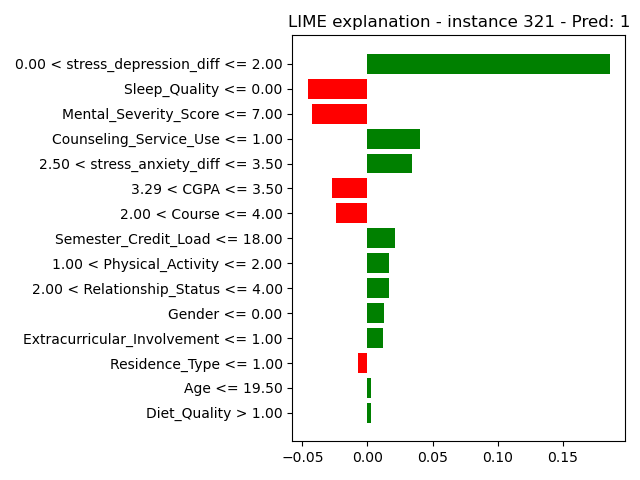 LIME explanation - instance 321 - Pred: 1
0.00 < stress_depression_diff <= 2.00
Sleep_Quality <= 0.00
Mental_Severity_Score <= 7.00
Counseling_Service_Use <= 1.00
2.50 < stress_anxiety_diff <= 3.50
3.29 < CGPA <= 3.50
2.00 < Course <= 4.00
Semester_Credit_Load <= 18.00
1.00 < Physical_Activity <= 2.00
2.00 < Relationship_Status <= 4.00
Gender <= 0.00
Extracurricular_Involvement <= 1.00
Residence_Type <= 1.00
Age <= 19.50
Diet_Quality > 1.00
−0.05 0.00 0.05 0.10 0.15